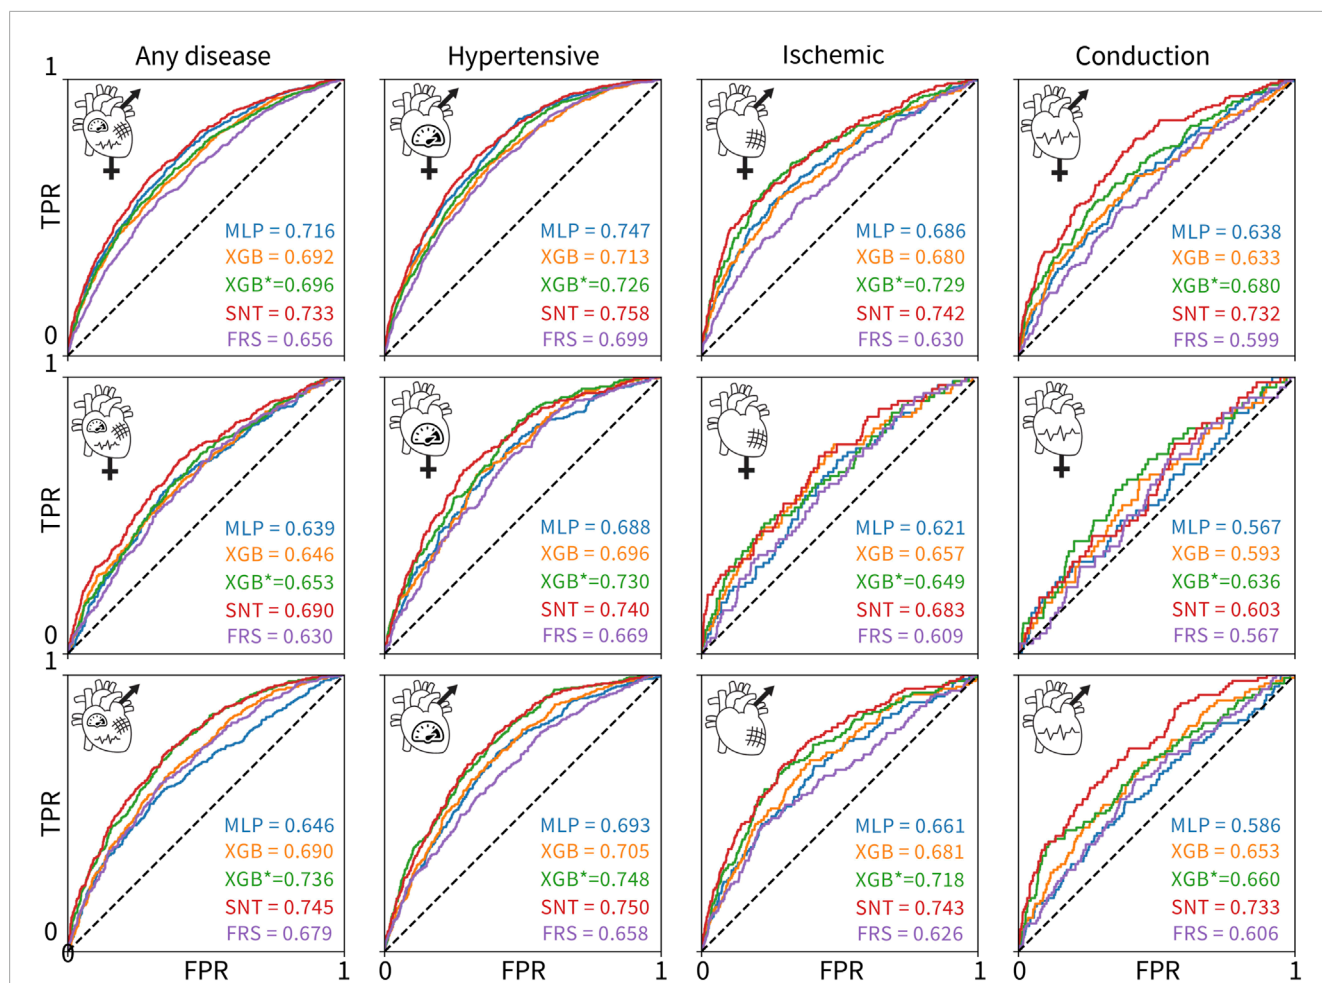 Any disease
Hypertensive
Ischemic
Conduction
1
TPR
0
MLP = 0.716
XGB = 0.692
XGB*=0.696
SNT = 0.733
FRS = 0.656
MLP = 0.747
XGB = 0.713
XGB*=0.726
SNT = 0.758
FRS = 0.699
MLP = 0.686
XGB = 0.680
XGB*=0.729
SNT = 0.742
FRS = 0.630
MLP = 0.638
XGB = 0.633
XGB*=0.680
SNT = 0.732
FRS = 0.599
1
TPR
0
MLP = 0.639
XGB = 0.646
XGB*=0.653
SNT = 0.690
FRS = 0.630
MLP = 0.688
XGB = 0.696
XGB*=0.730
SNT = 0.740
FRS = 0.669
MLP = 0.621
XGB = 0.657
XGB*=0.649
SNT = 0.683
FRS = 0.609
MLP = 0.567
XGB = 0.593
XGB*=0.636
SNT = 0.603
FRS = 0.567
1
TPR
0
MLP = 0.646
XGB = 0.690
XGB*=0.736
SNT = 0.745
FRS = 0.679
MLP = 0.693
XGB = 0.705
XGB*=0.748
SNT = 0.750
FRS = 0.658
MLP = 0.661
XGB = 0.681
XGB*=0.718
SNT = 0.743
FRS = 0.626
MLP = 0.586
XGB = 0.653
XGB*=0.660
SNT = 0.733
FRS = 0.606
0 FPR 1
0 FPR 1
0 FPR 1
0 FPR 1